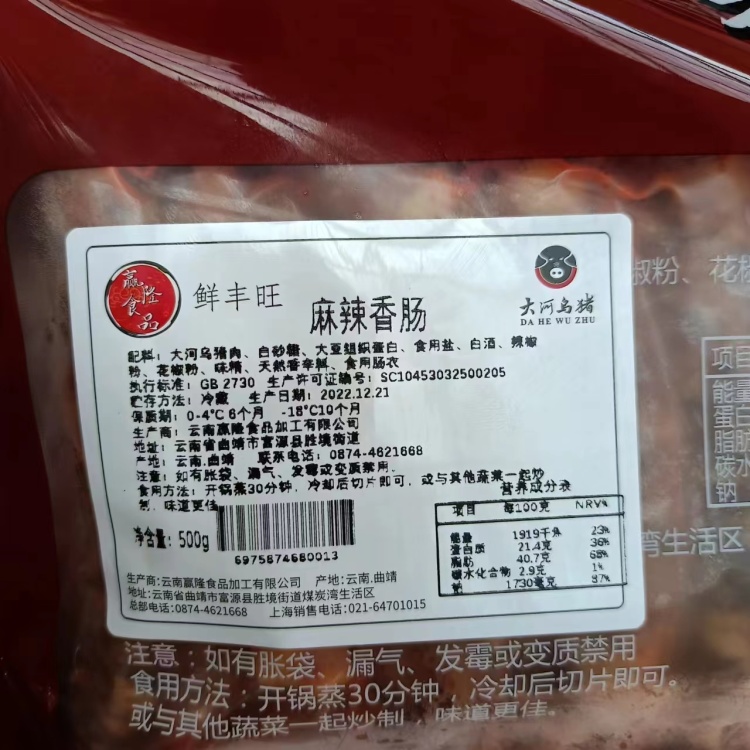 赢隆食品
鲜丰旺
麻辣香肠
大河乌猪
DA HE WU ZHU
配料：大河乌猪肉、白砂糖、大豆组织蛋白、食用盐、白酒、辣椒
粉、花椒粉、味精、天然香辛料、食用肠衣
执行标准：GB 2730 生产许可证编号：SC10453032500205
贮存方法：冷藏 生产日期：2022.12.21
保质期：0-4℃ 6个月 -18℃10个月
生产商：云南赢隆食品加工有限公司
地址：云南省曲靖市富源县胜境街道
产地：云南.曲靖 联系电话：0874-4621668
注意：如有胀袋、漏气、发霉或变质禁用.
食用方法：开锅蒸30分钟，冷却后切片即可，或与其他蔬菜一起炒
制，味道更佳
净含量：500g
6975874680013
营养成分表
项目 每100克 NRV%
能量 1919千焦 23%
蛋白质 21.4克 36%
脂肪 40.7克 68%
碳水化合物 2.9克 1%
钠 1730毫克 87%
生产商:云南赢隆食品加工有限公司 产地:云南.曲靖
地址:云南省曲靖市富源县胜境街道煤炭湾生活区
总部电话:0874-4621668 上海销售电话:021-64701015
椒粉、花椒
项目
能量
蛋白
脂肪
碳水
钠
湾生活区
注意：如有胀袋、漏气、发霉或变质禁用
食用方法：开锅蒸30分钟，冷却后切片即可。
或与其他蔬菜一起炒制，味道更佳。